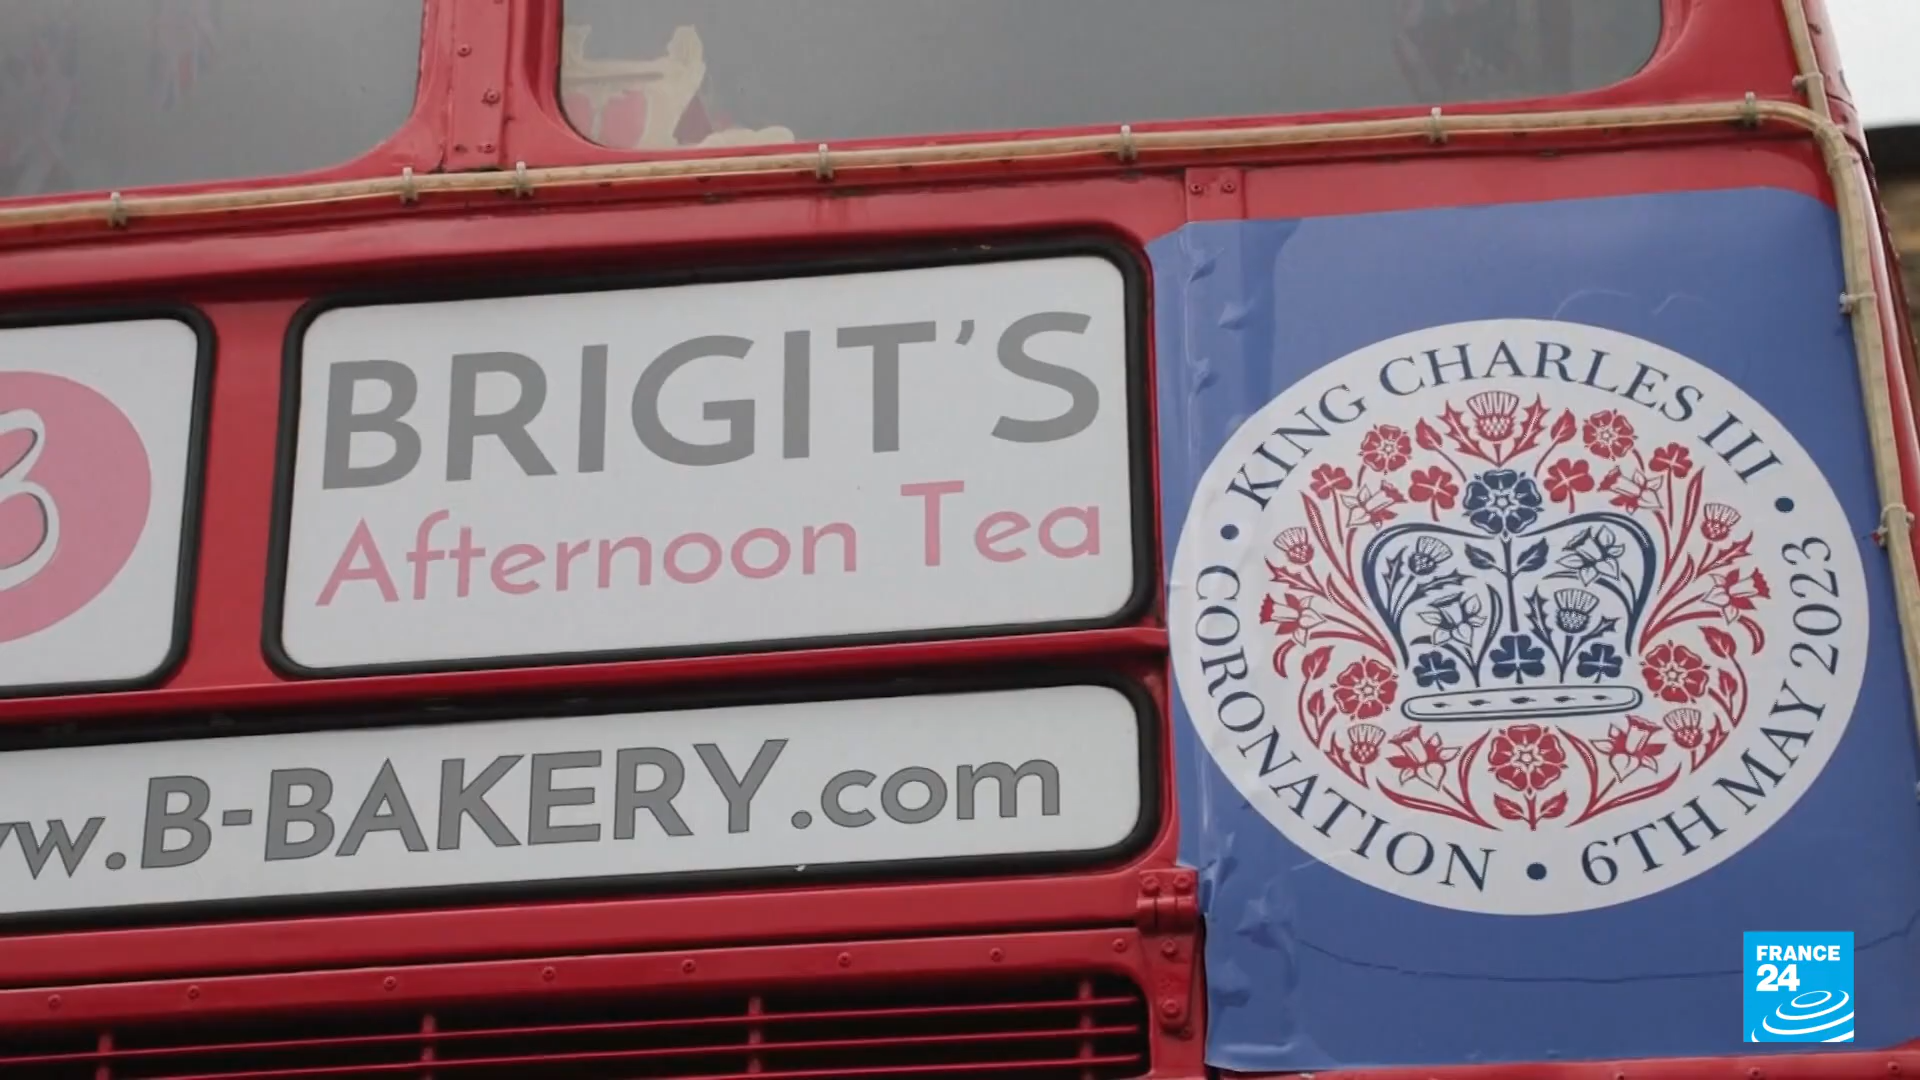 BRIGIT'S
Afternoon Tea
B
w.B-BAKERY.com
• KING CHARLES III •
CORONATION • 6TH MAY 2023
FRANCE
24